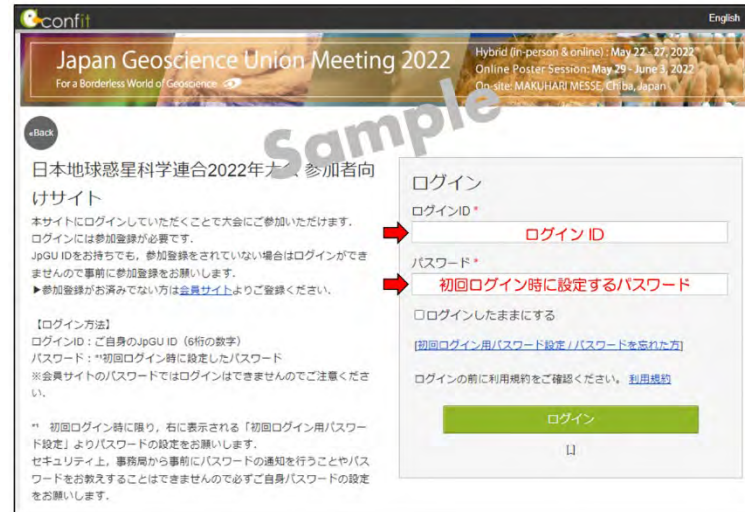 confit
English
Japan Geoscience Union Meeting 2022
For a Borderless World of Geoscience
Hybrid (in-person & online) : May 22 - 27, 2022
Online Poster Session: May 29 - June 3, 2022
On-site: MAKUHARI MESSE, Chiba, Japan
Sample
«Back
日本地球惑星科学連合2022年大会 参加者向
けサイト
本サイトにログインしていただくことで大会にご参加いただけます．
ログインには参加登録が必要です．
JpGU IDをお持ちでも，参加登録をされていない場合はログインができ
ませんので事前に参加登録をお願いします．
▶参加登録がお済みでない方は会員サイトよりご登録ください．
【ログイン方法】
ログインID：ご自身のJpGU ID（6桁の数字）
パスワード：*¹初回ログイン時に設定したパスワード
※会員サイトのパスワードではログインはできませんのでご注意くださ
い．
*¹ 初回ログイン時に限り，右に表示される「初回ログイン用パスワー
ド設定」よりパスワードの設定をお願いします．
セキュリティ上，事務局から事前にパスワードの通知を行うことやパス
ワードをお教えすることはできませんので必ずご自身パスワードの設定
をお願いします．
ログイン
ログインID *
ログイン ID
パスワード *
初回ログイン時に設定するパスワード
ログインしたままにする
[初回ログイン用パスワード設定 / パスワードを忘れた方]
ログインの前に利用規約をご確認ください。 利用規約
ログイン